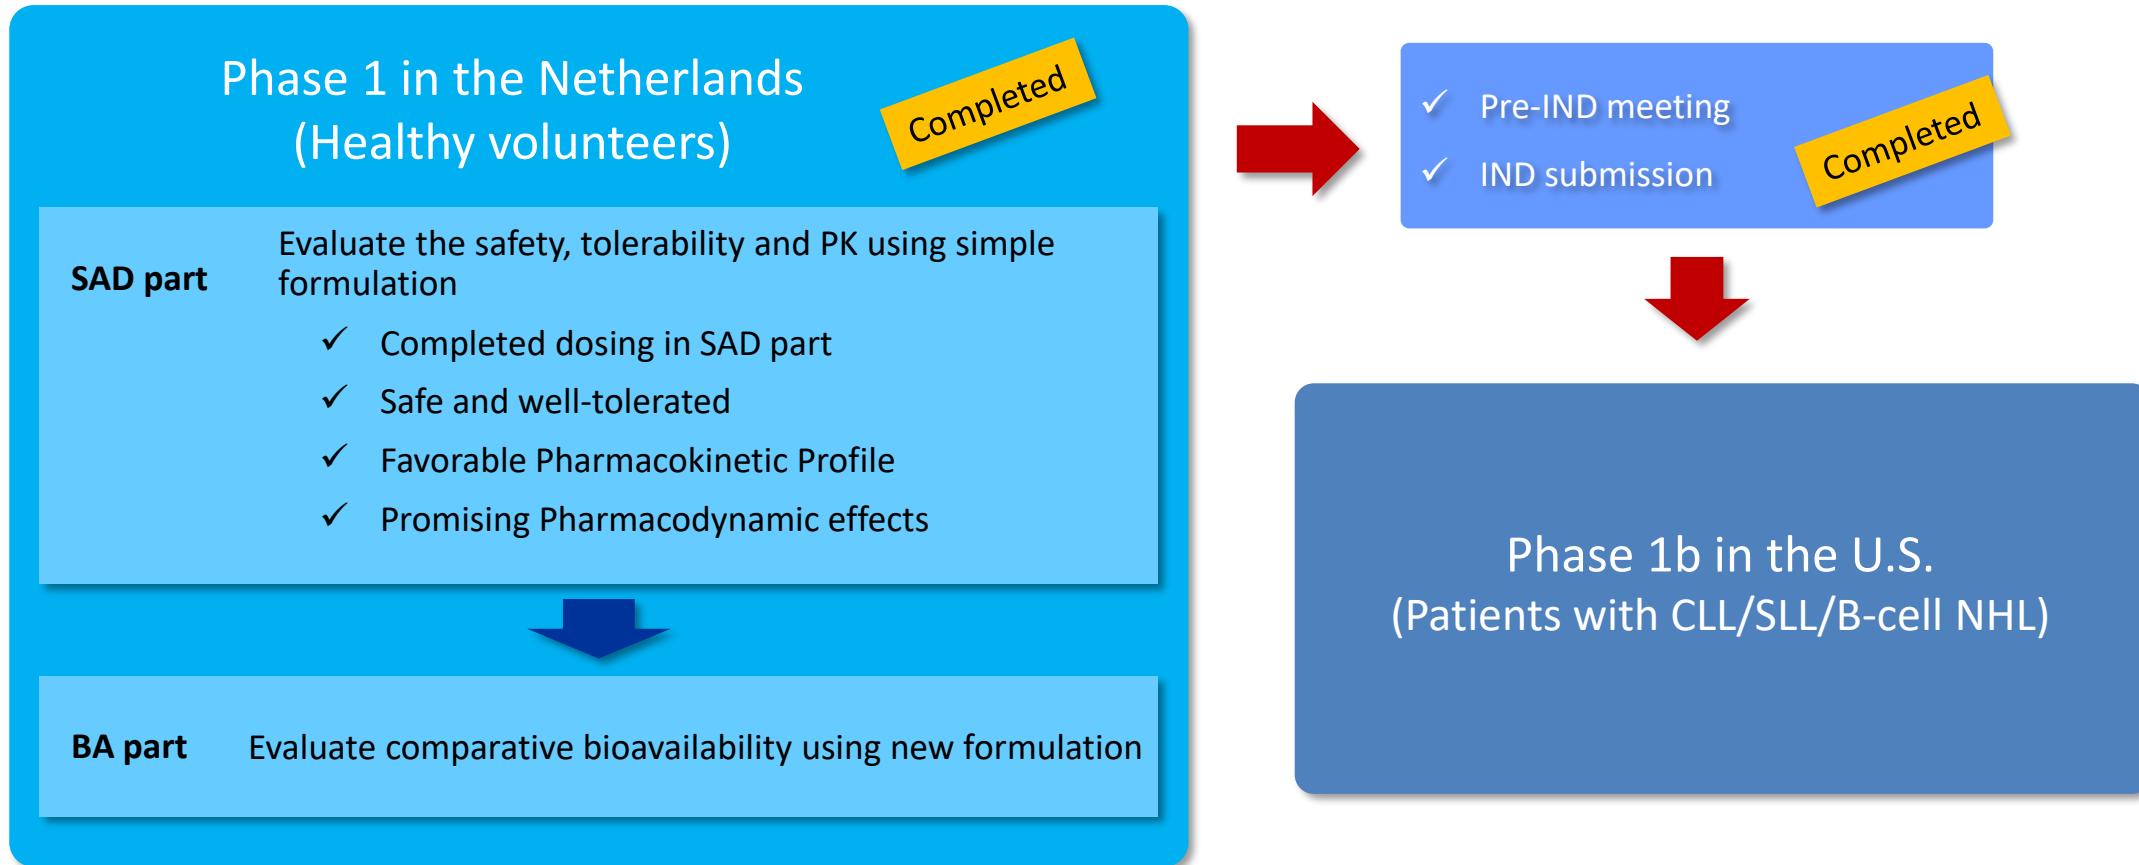 Phase 1 in the Netherlands
(Healthy volunteers)
Completed
SAD part
Evaluate the safety, tolerability and PK using simple
formulation
✓ Completed dosing in SAD part
✓ Safe and well-tolerated
✓ Favorable Pharmacokinetic Profile
✓ Promising Pharmacodynamic effects
BA part
Evaluate comparative bioavailability using new formulation
✓ Pre-IND meeting
✓ IND submission
Completed
Phase 1b in the U.S.
(Patients with CLL/SLL/B-cell NHL)